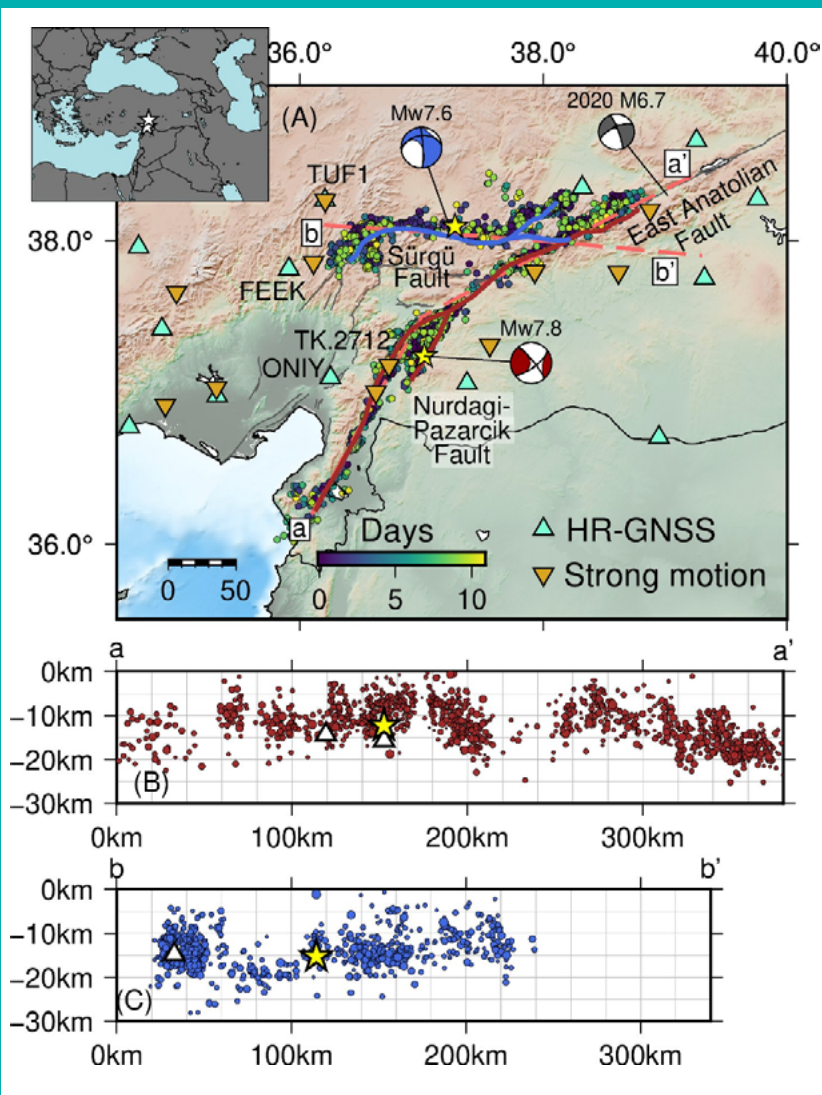 36.0°
38.0°
40.0°
(A)
Mw7.6
2020 M6.7
TUF1
a’
b
East Anatolian
Fault
38.0°
Sürgü
Fault
b’
FEEK
TK.2712
Mw7.8
ONIY
Nurdagi-
Pazarcik
Fault
a
Days
HR-GNSS
36.0°
Strong motion
0 50
0 5 10
a a’
0km
−10km
−20km
(B)
−30km
0km 100km 200km 300km
b b’
0km
−10km
−20km
(C)
−30km
0km 100km 200km 300km